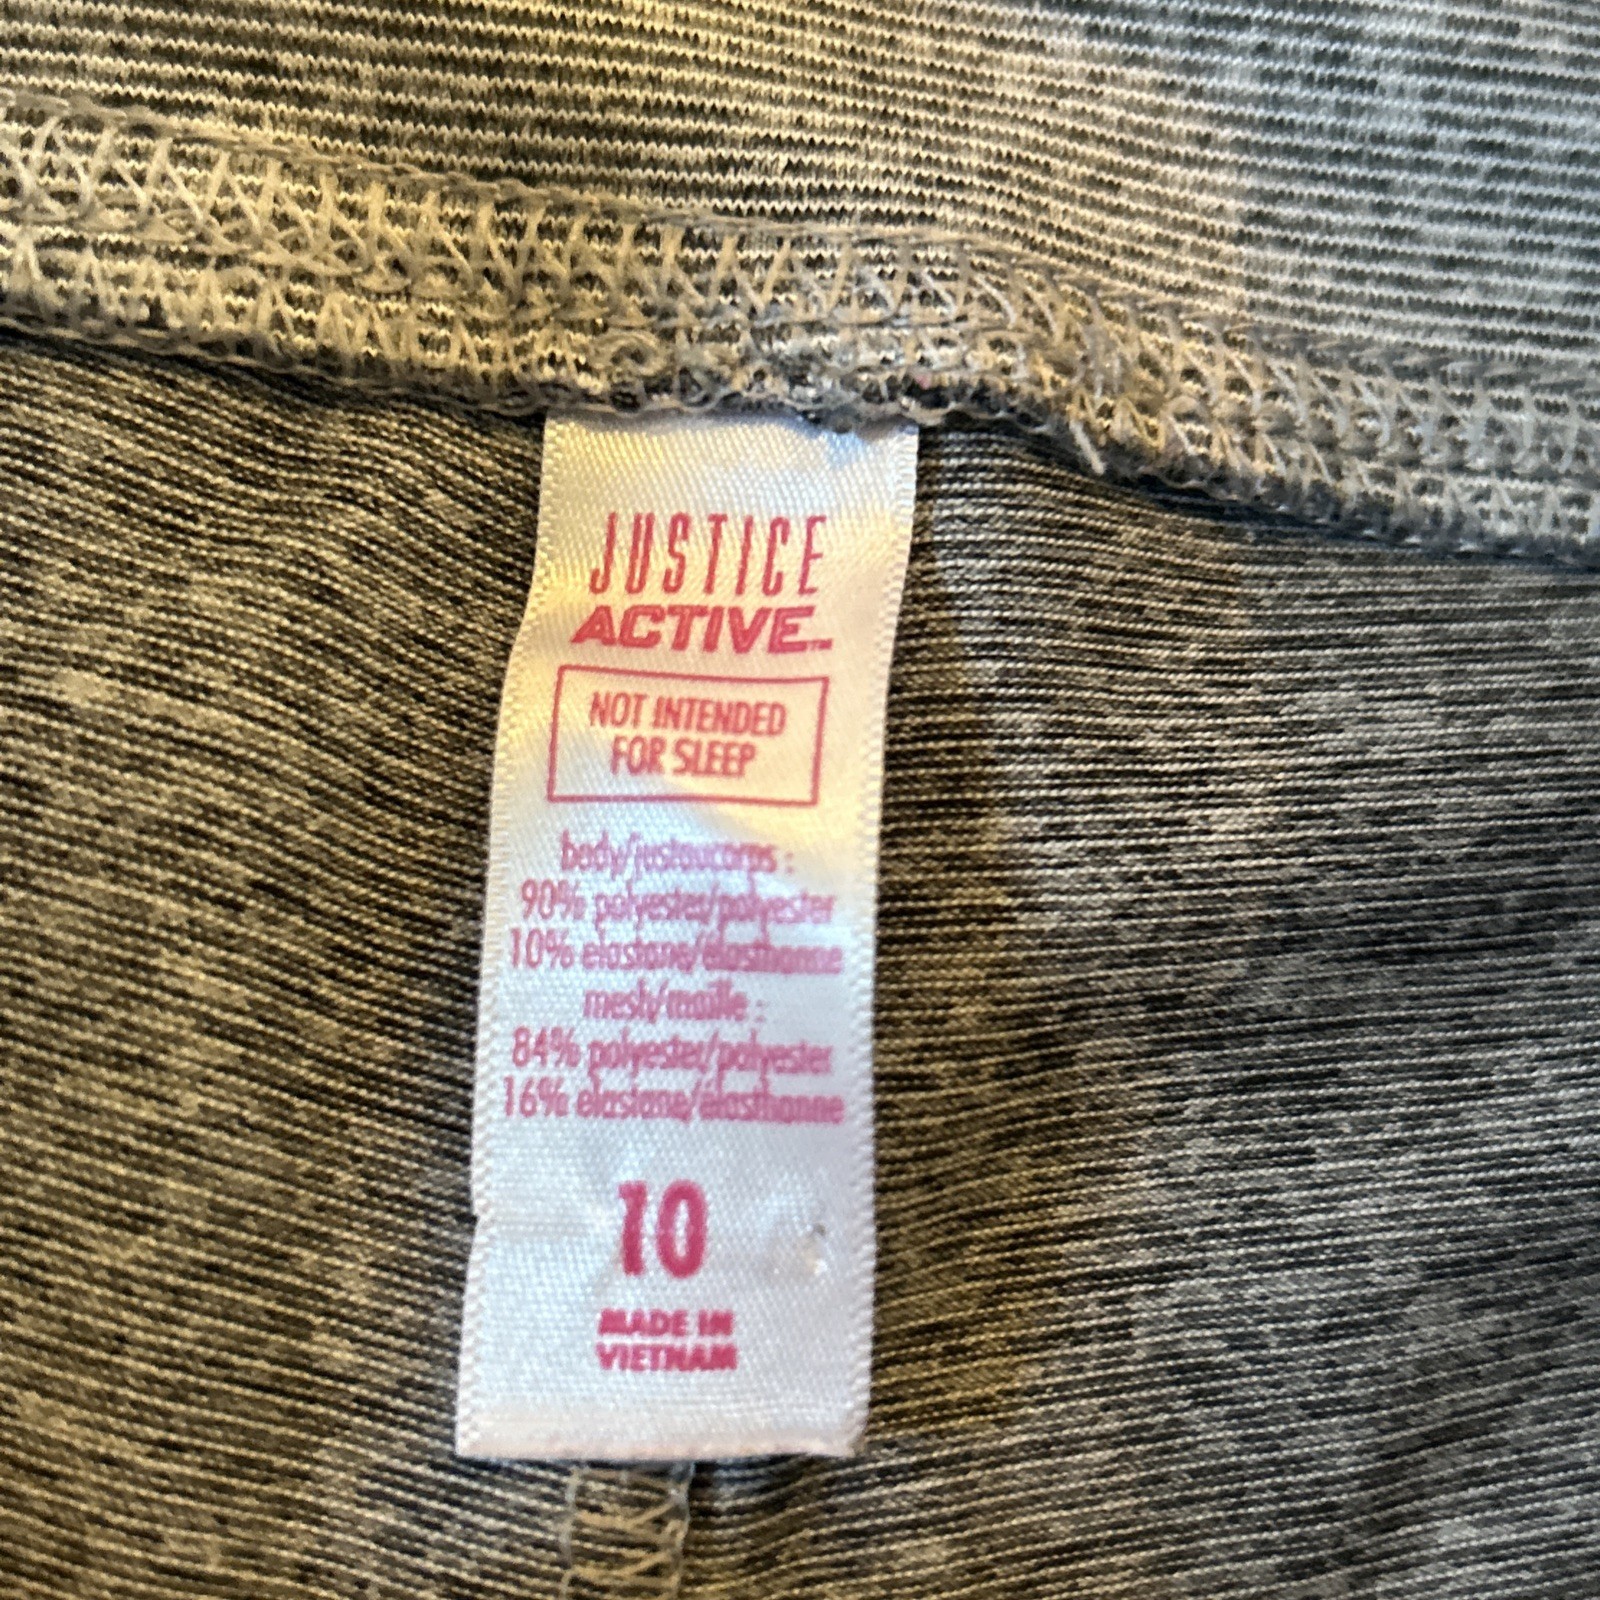 JUSTICE
ACTIVE™
NOT INTENDED
FOR SLEEP
body/justaucorps :
90% polyester/polyester
10% elastane/élasthanne
mesh/maille :
84% polyester/polyester
16% elastane/élasthanne
10
MADE IN
VIETNAM